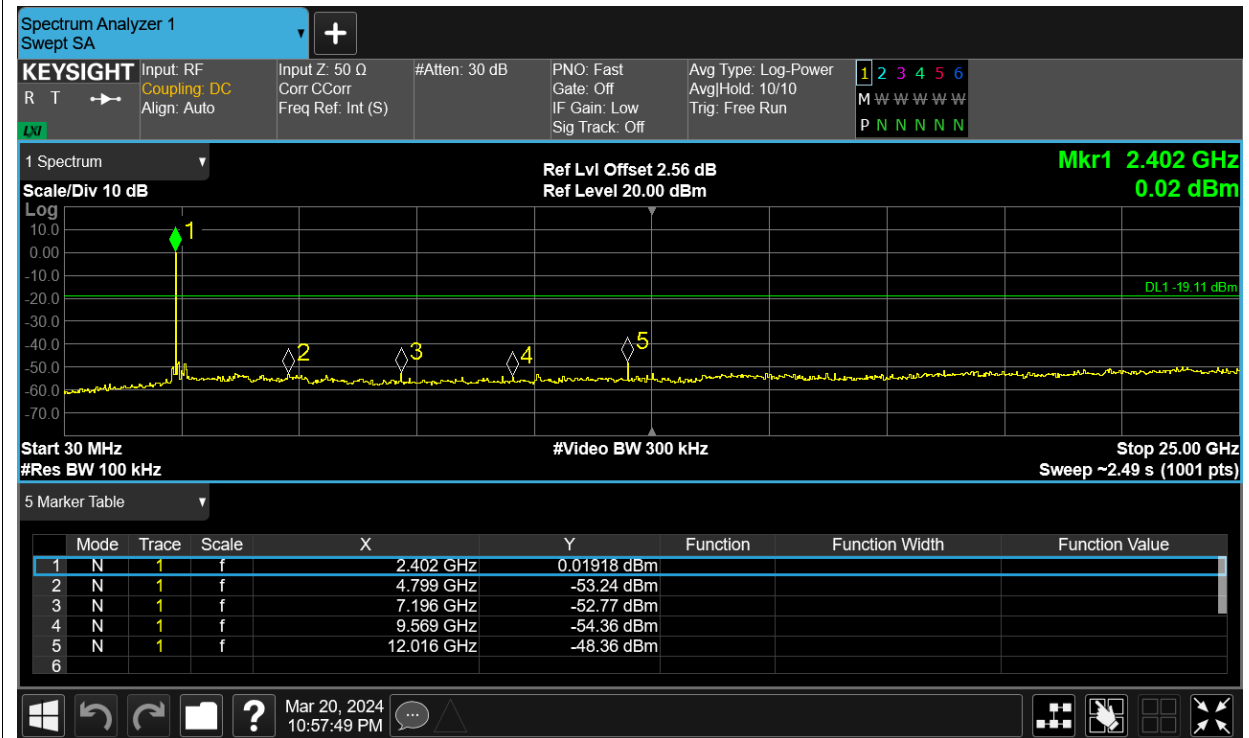 Spectrum Analyzer 1
Swept SA
+
KEYSIGHT
R T
LXI
Input: RF
Coupling: DC
Align: Auto
Input Z: 50 Ω
Corr CCorr
Freq Ref: Int (S)
#Atten: 30 dB
PNO: Fast
Gate: Off
IF Gain: Low
Sig Track: Off
Avg Type: Log-Power
Avg|Hold: 10/10
Trig: Free Run
1 2 3 4 5 6
M W W W W W
P N N N N N
1 Spectrum
Scale/Div 10 dB
Ref Lvl Offset 2.56 dB
Ref Level 20.00 dBm
Mkr1 2.402 GHz
0.02 dBm
Log
10.0
0.00
-10.0
-20.0
-30.0
-40.0
-50.0
-60.0
-70.0
1
2
3
4
5
DL1 -19.11 dBm
Start 30 MHz
#Res BW 100 kHz
#Video BW 300 kHz
Stop 25.00 GHz
Sweep ~2.49 s (1001 pts)
5 Marker Table
Mode Trace Scale X Y Function Function Width Function Value
1 N 1 f 2.402 GHz 0.01918 dBm
2 N 1 f 4.799 GHz -53.24 dBm
3 N 1 f 7.196 GHz -52.77 dBm
4 N 1 f 9.569 GHz -54.36 dBm
5 N 1 f 12.016 GHz -48.36 dBm
6
?
Mar 20, 2024
10:57:49 PM